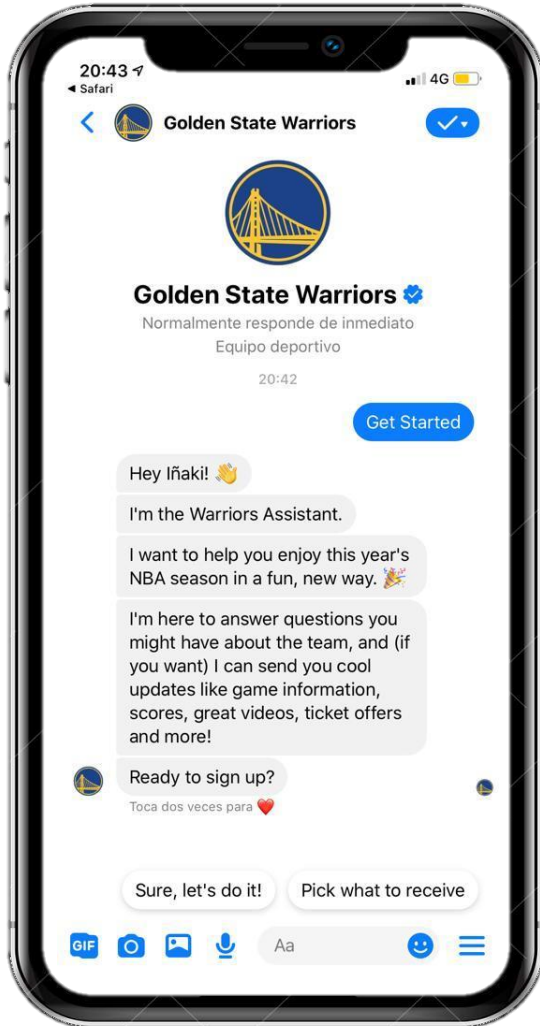 20:43
◀ Safari
4G
Golden State Warriors
Golden State Warriors
Normalmente responde de inmediato
Equipo deportivo
20:42
Get Started
Hey Iñaki! 👋
I'm the Warriors Assistant.
I want to help you enjoy this year's
NBA season in a fun, new way. 🎉
I'm here to answer questions you
might have about the team, and (if
you want) I can send you cool
updates like game information,
scores, great videos, ticket offers
and more!
Ready to sign up?
Toca dos veces para ❤️
Sure, let's do it!
Pick what to receive
GIF
Aa